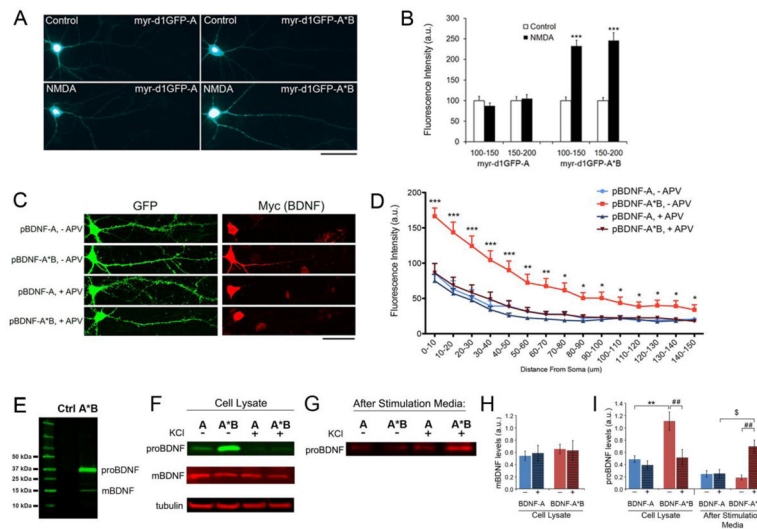 A
Control
myr-d1GFP-A
Control
myr-d1GFP-A*B
NMDA
myr-d1GFP-A
NMDA
myr-d1GFP-A*B
B
Fluorescence Intensity (a.u.)
300
250
200
150
100
50
0
Control
NMDA
***
***
100-150
150-200
100-150
150-200
myr-d1GFP-A
myr-d1GFP-A*B
C
GFP
Myc (BDNF)
pBDNF-A, - APV
pBDNF-A*B, - APV
pBDNF-A, + APV
pBDNF-A*B, + APV
D
Fluorescence Intensity (a.u.)
200
150
100
50
0
pBDNF-A, - APV
pBDNF-A*B, - APV
pBDNF-A, + APV
pBDNF-A*B, + APV
*** *** *** *** *** ** ** * * * * * * * *
0-10 10-20 20-30 30-40 40-50 50-60 60-70 70-80 80-90 90-100 100-110 110-120 120-130 130-140 140-150
Distance From Soma (um)
E
Ctrl A*B
50 kDa
37 kDa
25 kDa
15 kDa
10 kDa
proBDNF
mBDNF
F
Cell Lysate
A A*B A A*B
- - + + KCl
proBDNF
mBDNF
tubulin
G
After Stimulation Media:
A A*B A A*B
KCl - - + +
proBDNF
H
mBDNF levels (a.u.)
1.5
1.0
0.5
0.0
– + – +
BDNF-A BDNF-A*B
Cell Lysate
I
proBDNF levels (a.u.)
1.5
1.2
0.9
0.6
0.3
0.0
** ## $ ##
– + – + – + – +
BDNF-A BDNF-A*B BDNF-A BDNF-A*B
Cell Lysate
After Stimulation
Media